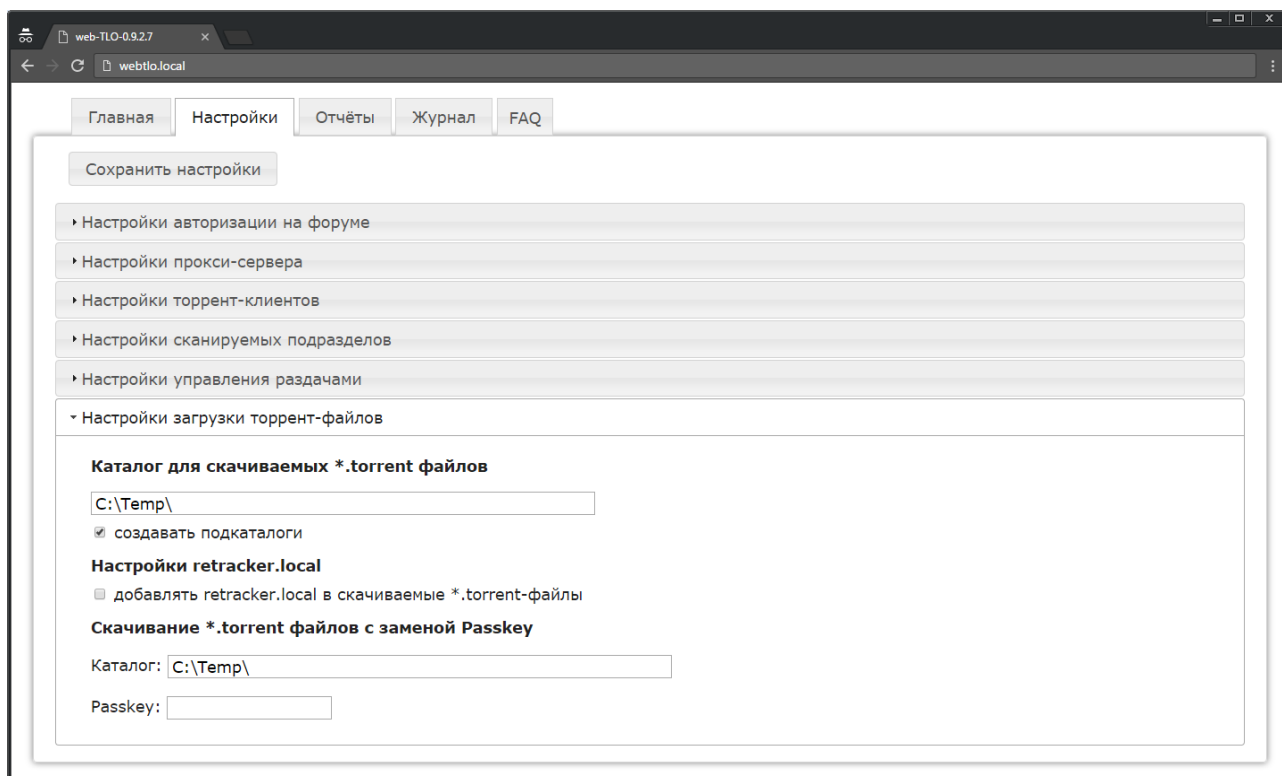 web-TLO-0.9.2.7
webtlo.local
Главная Настройки Отчёты Журнал FAQ
Сохранить настройки
Настройки авторизации на форуме
Настройки прокси-сервера
Настройки торрент-клиентов
Настройки сканируемых подразделов
Настройки управления раздачами
Настройки загрузки торрент-файлов
Каталог для скачиваемых *.torrent файлов
C:\Temp\
создавать подкаталоги
Настройки retracker.local
добавлять retracker.local в скачиваемые *.torrent-файлы
Скачивание *.torrent файлов с заменой Passkey
Каталог: C:\Temp\
Passkey: